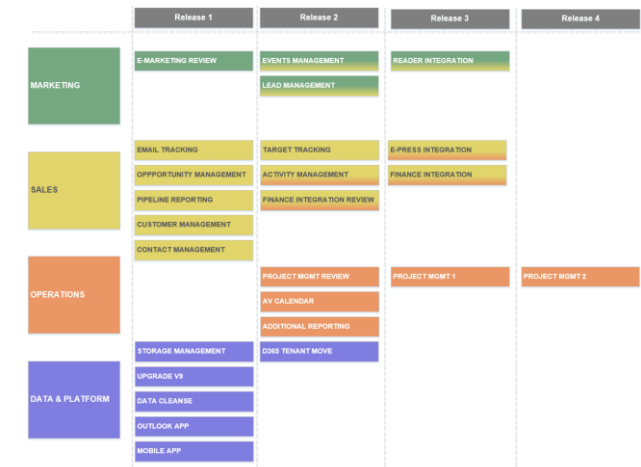 Release 1
Release 2
Release 3
Release 4
MARKETING
E-MARKETING REVIEW
EVENTS MANAGEMENT
READER INTEGRATION
LEAD MANAGEMENT
SALES
EMAIL TRACKING
TARGET TRACKING
E-PRESS INTEGRATION
OPPPORTUNITY MANAGEMENT
ACTIVITY MANAGEMENT
FINANCE INTEGRATION
PIPELINE REPORTING
FINANCE INTEGRATION REVIEW
CUSTOMER MANAGEMENT
CONTACT MANAGEMENT
OPERATIONS
PROJECT MGMT REVIEW
PROJECT MGMT 1
PROJECT MGMT 2
AV CALENDAR
ADDITIONAL REPORTING
DATA & PLATFORM
STORAGE MANAGEMENT
D365 TENANT MOVE
UPGRADE V9
DATA CLEANSE
OUTLOOK APP
MOBILE APP